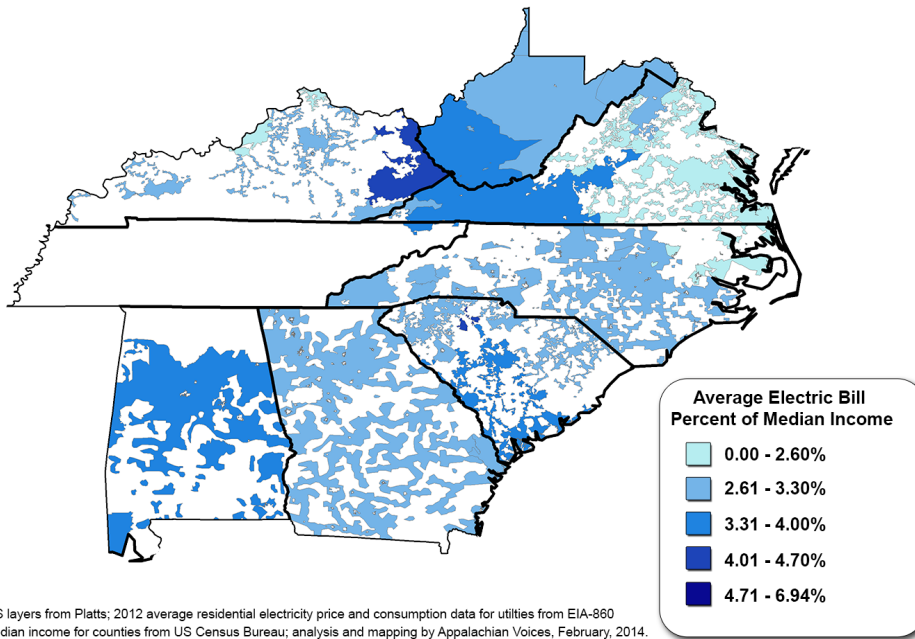 Average Electric Bill
Percent of Median Income
0.00 - 2.60%
2.61 - 3.30%
3.31 - 4.00%
4.01 - 4.70%
4.71 - 6.94%
layers from Platts; 2012 average residential electricity price and consumption data for utilties from EIA-860
dian income for counties from US Census Bureau; analysis and mapping by Appalachian Voices, February, 2014.